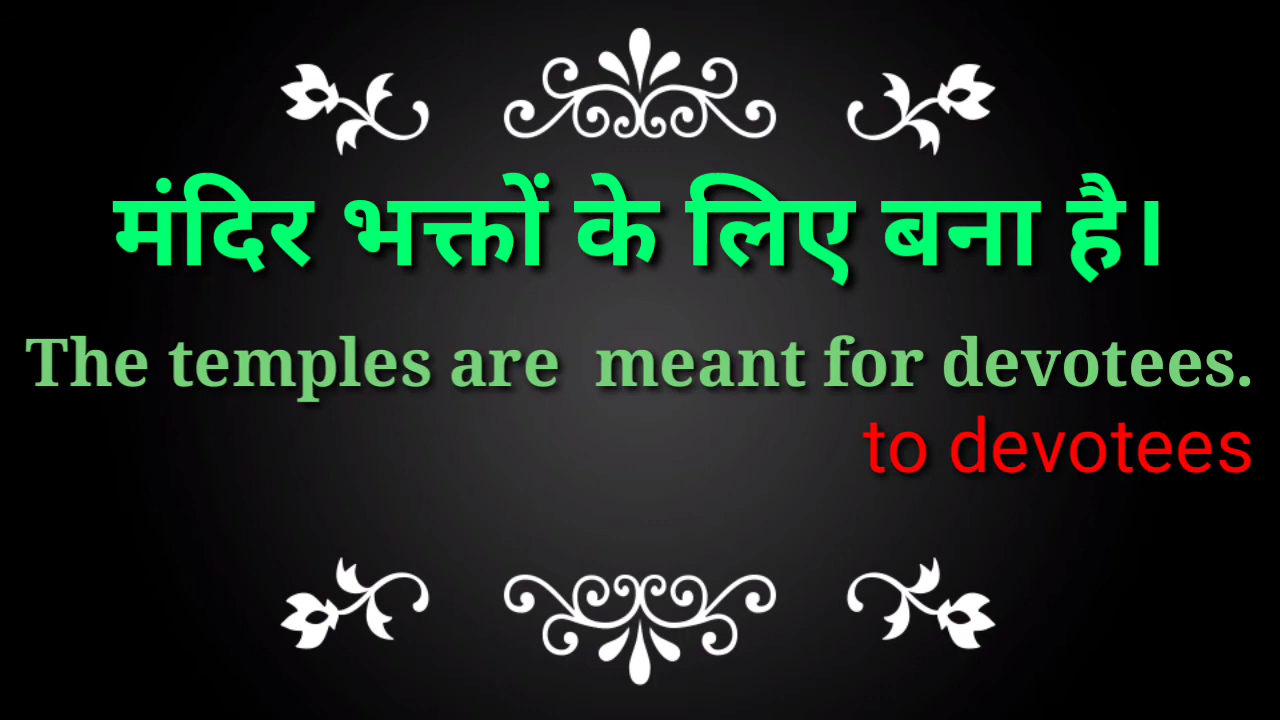 मंदिर भक्तों के लिए बना है।
The temples are meant for devotees.
to devotees